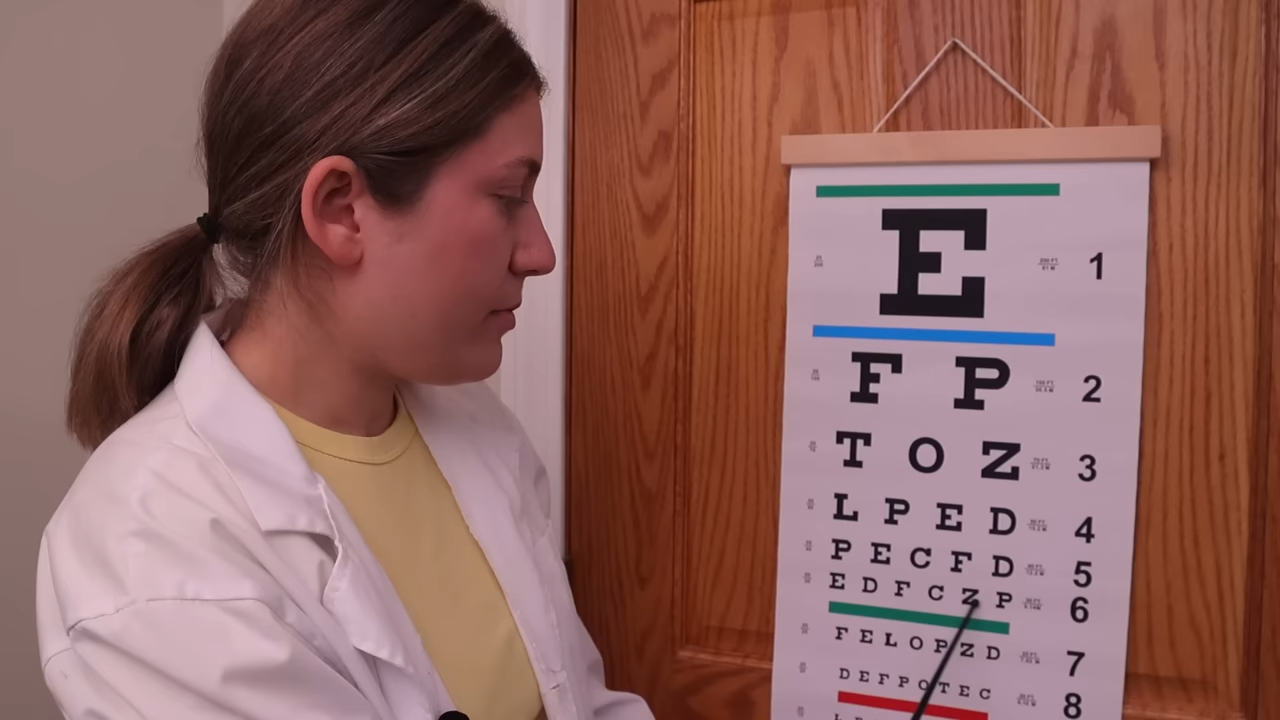 E 1
F P 2
T O Z 3
L P E D 4
P E C F D 5
E D F C Z P 6
F E L O P Z D 7
D E F P O T E C 8